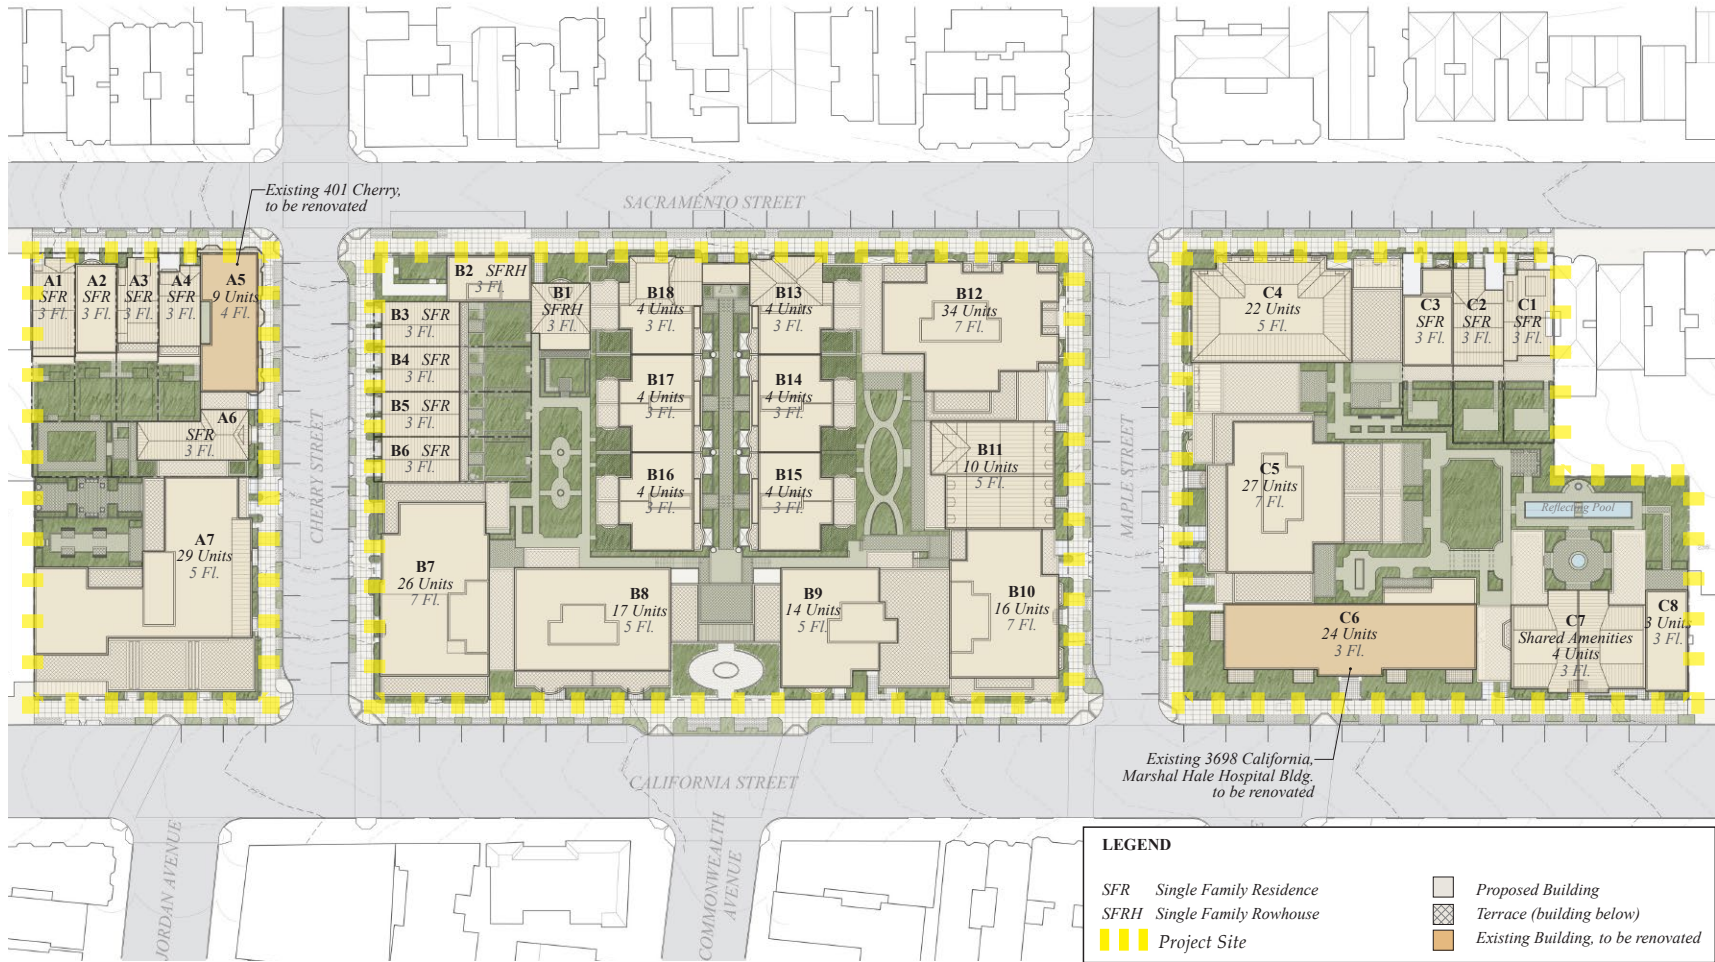 SACRAMENTO STREET
Existing 401 Cherry,
to be renovated
A1
SFR
3 Fl.
A2
SFR
3 Fl.
A3
SFR
3 Fl.
A4
SFR
3 Fl.
A5
9 Units
4 Fl.
A6
SFR
3 Fl.
A7
29 Units
5 Fl.
CHERRY STREET
B2 SFRH
3 Fl.
B1
SFRH
3 Fl.
B3 SFR
3 Fl.
B4 SFR
3 Fl.
B5 SFR
3 Fl.
B6 SFR
3 Fl.
B7
26 Units
7 Fl.
B18
4 Units
3 Fl.
B17
4 Units
3 Fl.
B16
4 Units
3 Fl.
B13
4 Units
3 Fl.
B14
4 Units
3 Fl.
B15
4 Units
3 Fl.
B12
34 Units
7 Fl.
B11
10 Units
5 Fl.
B8
17 Units
5 Fl.
B9
14 Units
5 Fl.
B10
16 Units
7 Fl.
MAPLE STREET
C4
22 Units
5 Fl.
C3
SFR
3 Fl.
C2
SFR
3 Fl.
C1
SFR
3 Fl.
C5
27 Units
7 Fl.
Reflecting Pool
C6
24 Units
3 Fl.
C7
Shared Amenities
4 Units
3 Fl.
C8
3 Units
3 Fl.
Existing 3698 California,
Marshal Hale Hospital Bldg.
to be renovated
CALIFORNIA STREET
JORDAN AVENUE
COMMONWEALTH
AVENUE
LEGEND
SFR Single Family Residence
SFRH Single Family Rowhouse
Project Site
Proposed Building
Terrace (building below)
Existing Building, to be renovated